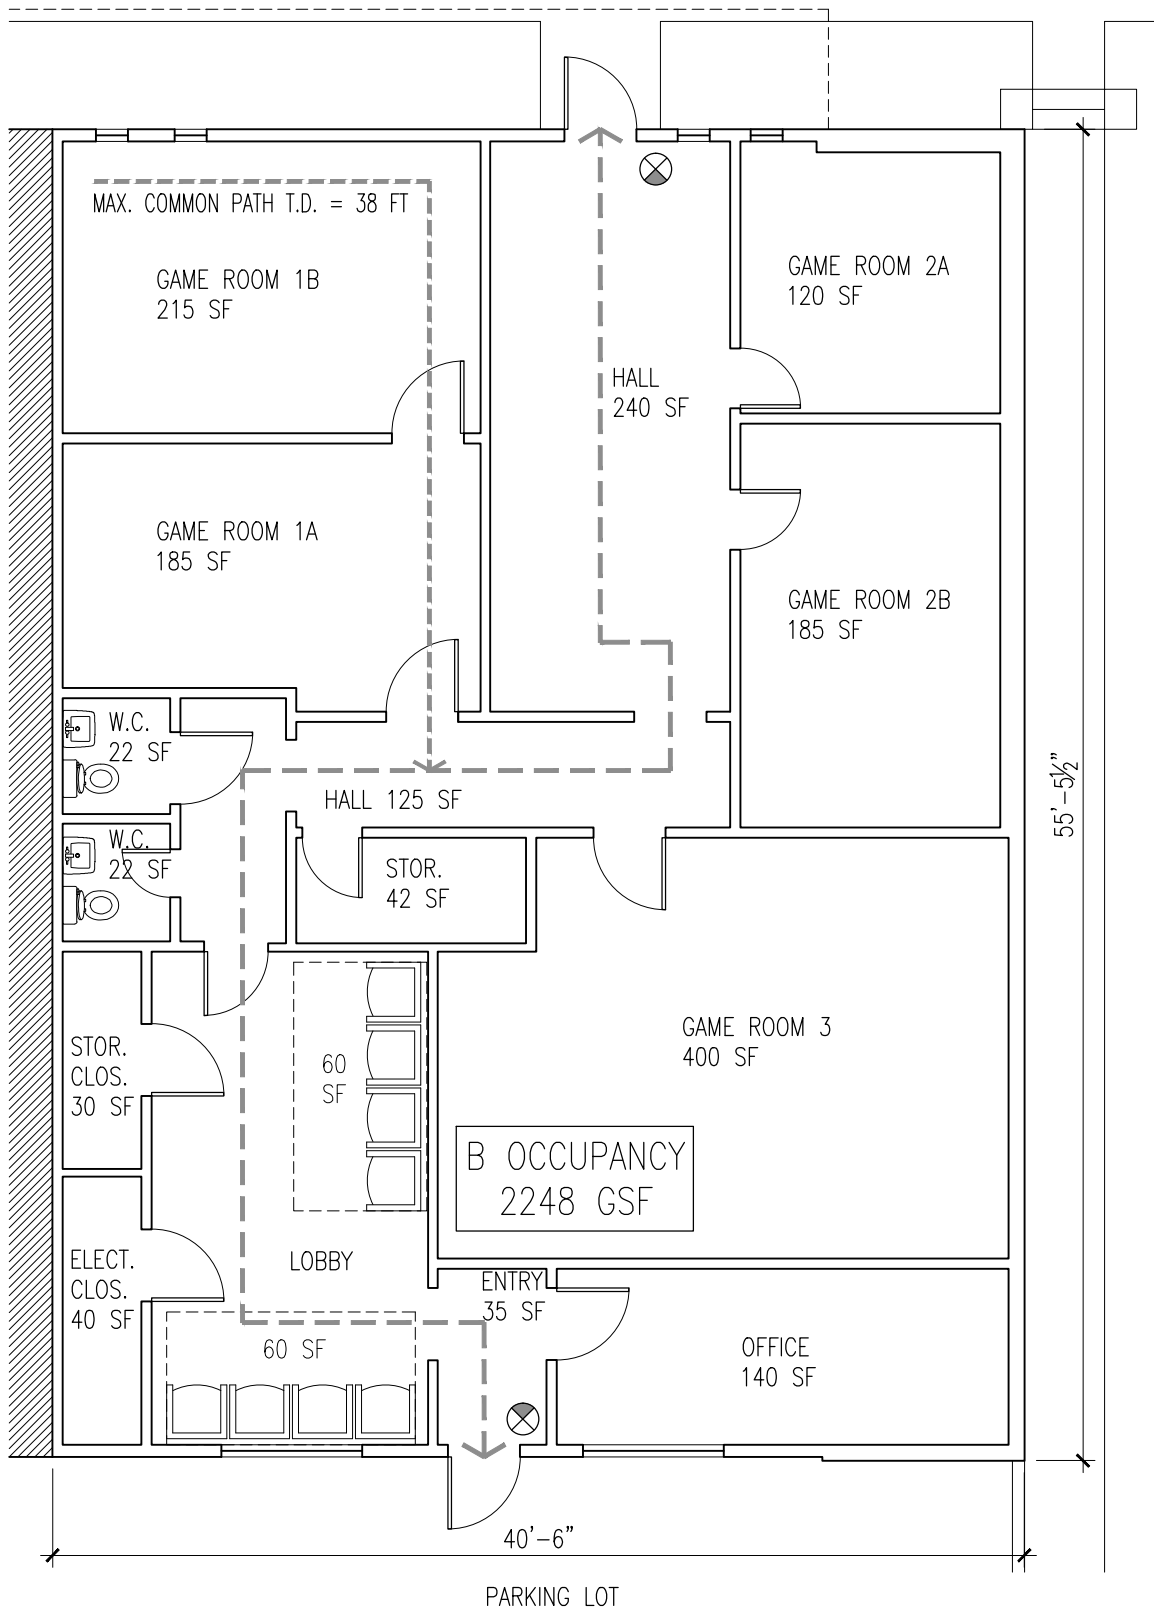 MAX. COMMON PATH T.D. = 38 FT
GAME ROOM 1B
215 SF
GAME ROOM 2A
120 SF
HALL
240 SF
GAME ROOM 1A
185 SF
GAME ROOM 2B
185 SF
W.C.
22 SF
HALL 125 SF
55'-5½"
W.C.
22 SF
STOR.
42 SF
GAME ROOM 3
400 SF
STOR.
CLOS.
30 SF
60
SF
B OCCUPANCY
2248 GSF
ELECT.
CLOS.
40 SF
LOBBY
ENTRY
35 SF
60 SF
OFFICE
140 SF
40'-6"
PARKING LOT